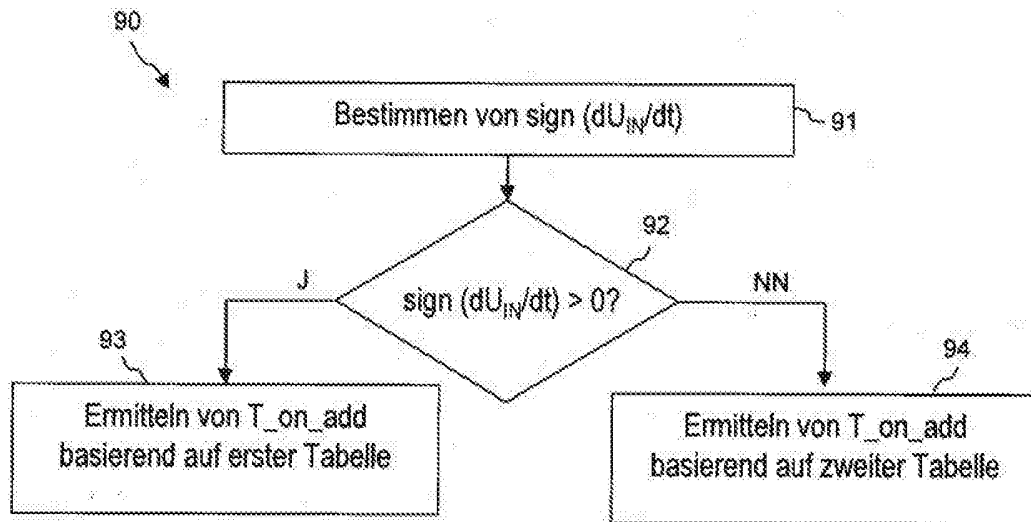 90
Bestimmen von sign (dU_IN/dt)
91
92
sign (dU_IN/dt) > 0?
J
NN
93
Ermitteln von T_on_add
basierend auf erster Tabelle
94
Ermitteln von T_on_add
basierend auf zweiter Tabelle